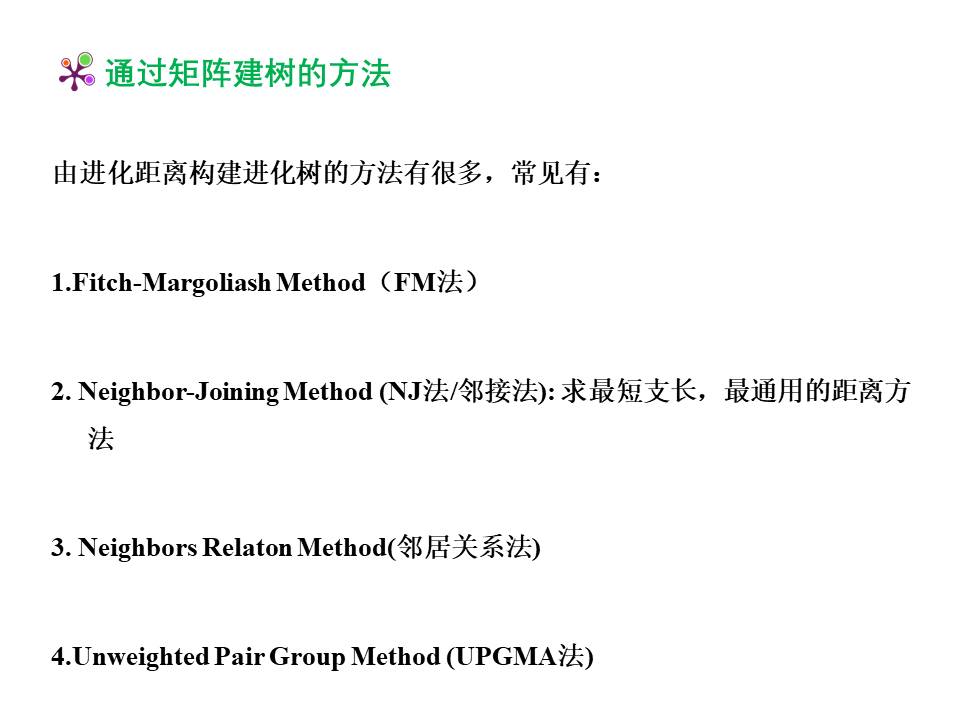 通过矩阵建树的方法
由进化距离构建进化树的方法有很多，常见有：
1.Fitch-Margoliash Method（FM法）
2. Neighbor-Joining Method (NJ法/邻接法): 求最短支长，最通用的距离方
法
3. Neighbors Relaton Method(邻居关系法)
4.Unweighted Pair Group Method (UPGMA法)